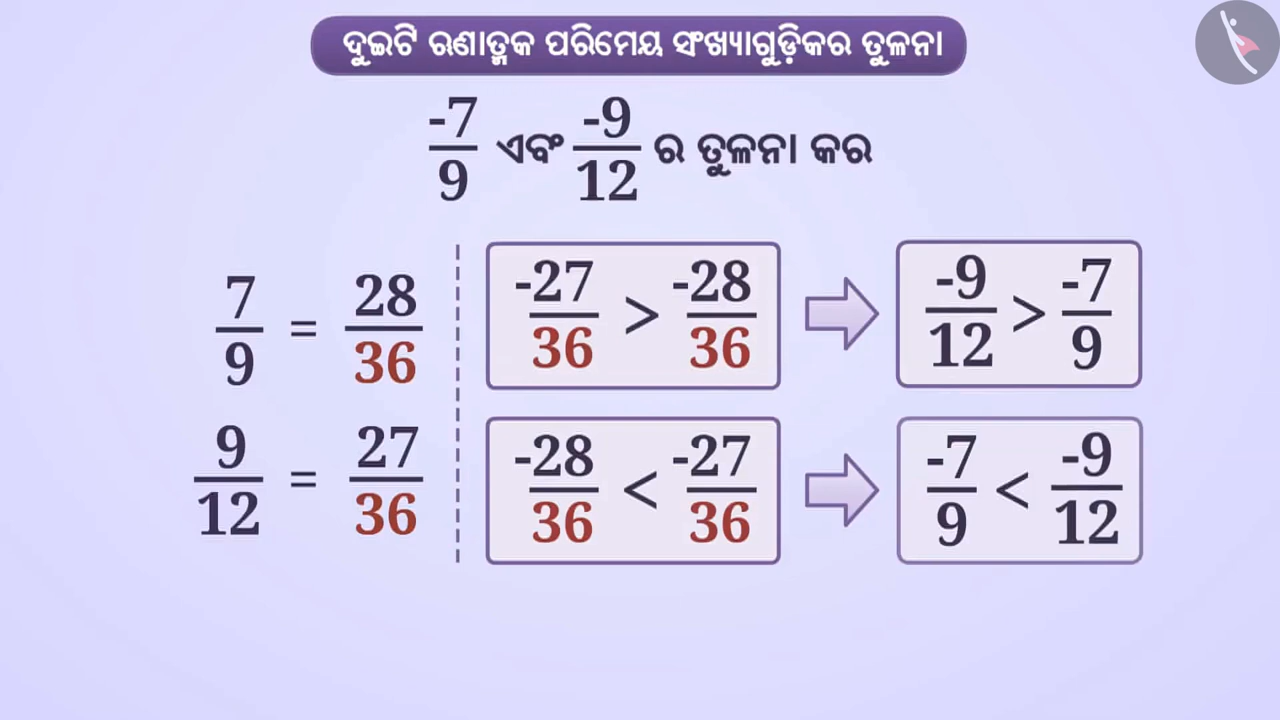 ଦୁଇଟି ଋଣାତ୍ମକ ପରିମେୟ ସଂଖ୍ୟାଗୁଡ଼ିକର ତୁଳନା
-7/9 ଏବଂ -9/12 ର ତୁଳନା କର
7/9 = 28/36
-27/36 > -28/36
-9/12 > -7/9
9/12 = 27/36
-28/36 < -27/36
-7/9 < -9/12